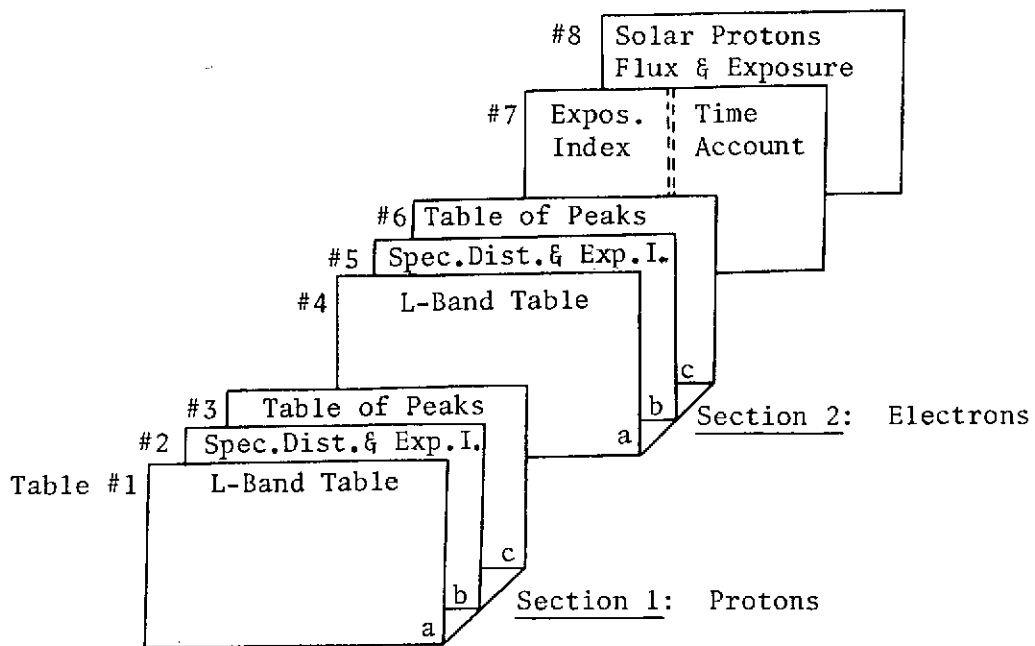 #8 Solar Protons
Flux & Exposure
#7 Expos. Time
Index Account
#6 Table of Peaks
#5 Spec.Dist.& Exp.I.
#4 L-Band Table
c
b
a
Section 2: Electrons
#3 Table of Peaks
#2 Spec.Dist.& Exp.I.
Table #1 L-Band Table
c
b
a
Section 1: Protons